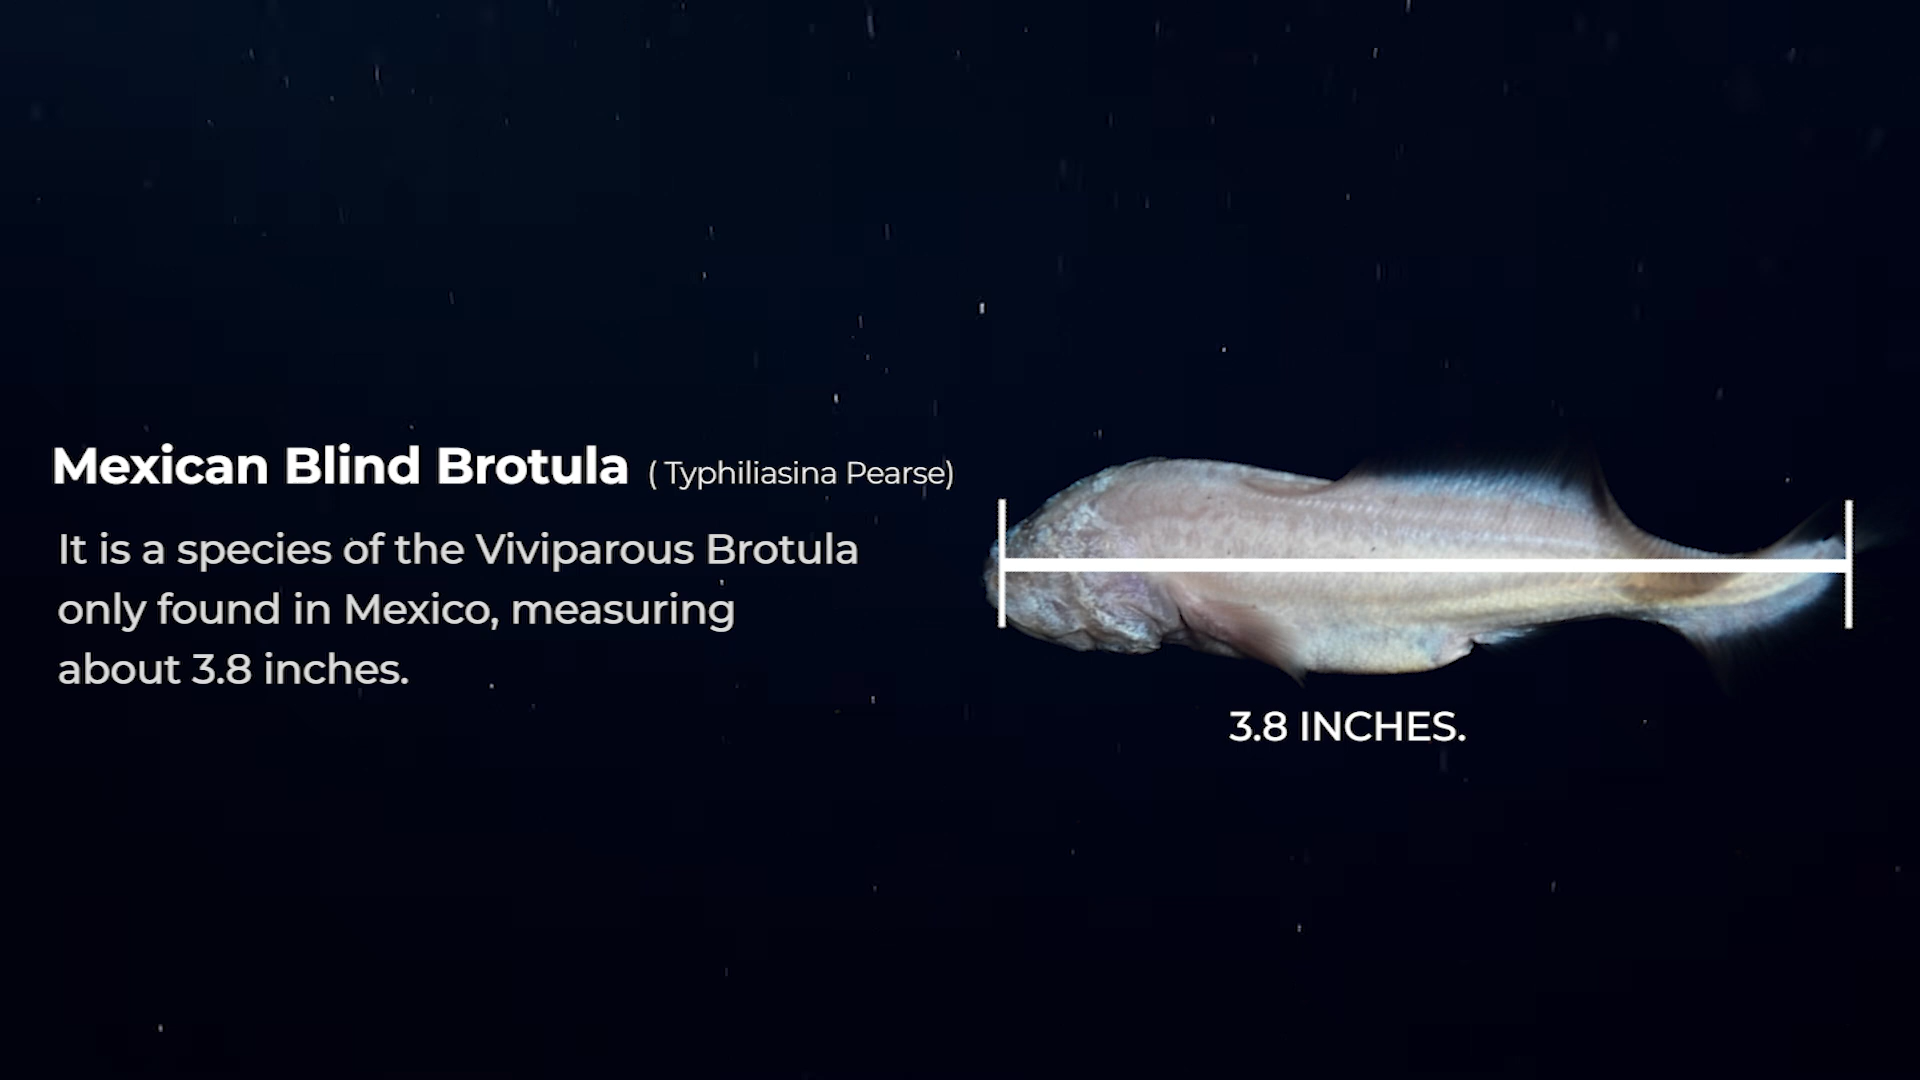 Mexican Blind Brotula ( Typhiliasina Pearse)
It is a species of the Viviparous Brotula
only found in Mexico, measuring
about 3.8 inches.
3.8 INCHES.